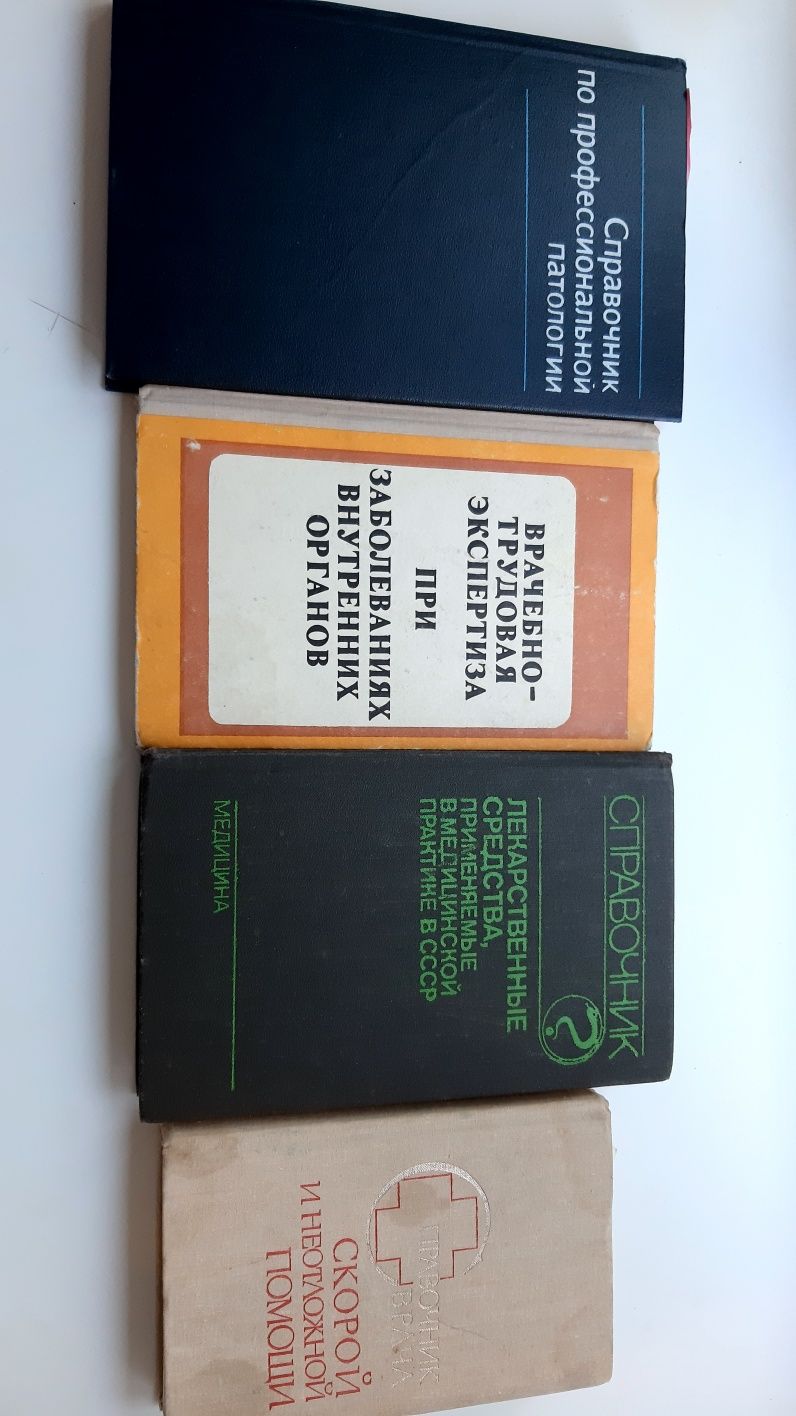 Справочник
по профессиональной
патологии
ВРАЧЕБНО-
ТРУДОВАЯ
ЭКСПЕРТИЗА
ПРИ
ЗАБОЛЕВАНИЯХ
ВНУТРЕННИХ
ОРГАНОВ
СПРАВОЧНИК
ЛЕКАРСТВЕННЫЕ
СРЕДСТВА,
ПРИМЕНЯЕМЫЕ
В МЕДИЦИНСКОЙ
ПРАКТИКЕ В СССР
МЕДИЦИНА
СПРАВОЧНИК
ВРАЧА
СКОРОЙ
И НЕОТЛОЖНОЙ
ПОМОЩИ